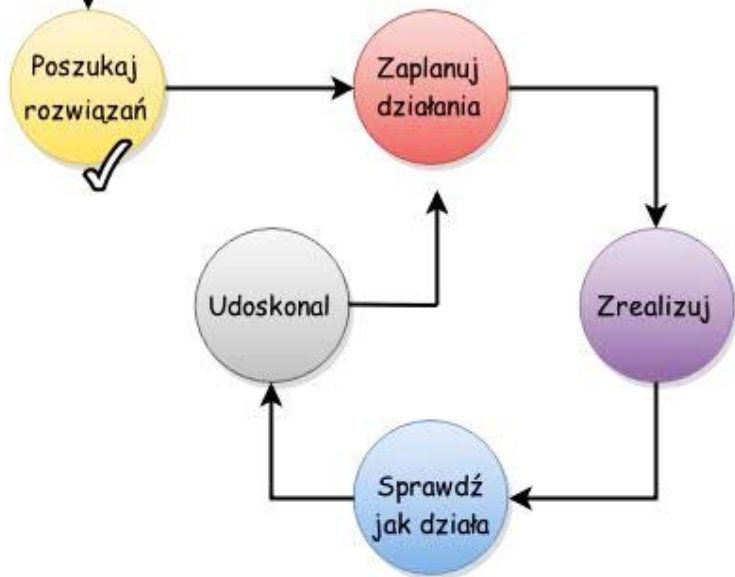 Poszukaj
rozwiązań
Zaplanuj
działania
Udoskonal
Zrealizuj
Sprawdź
jak działa